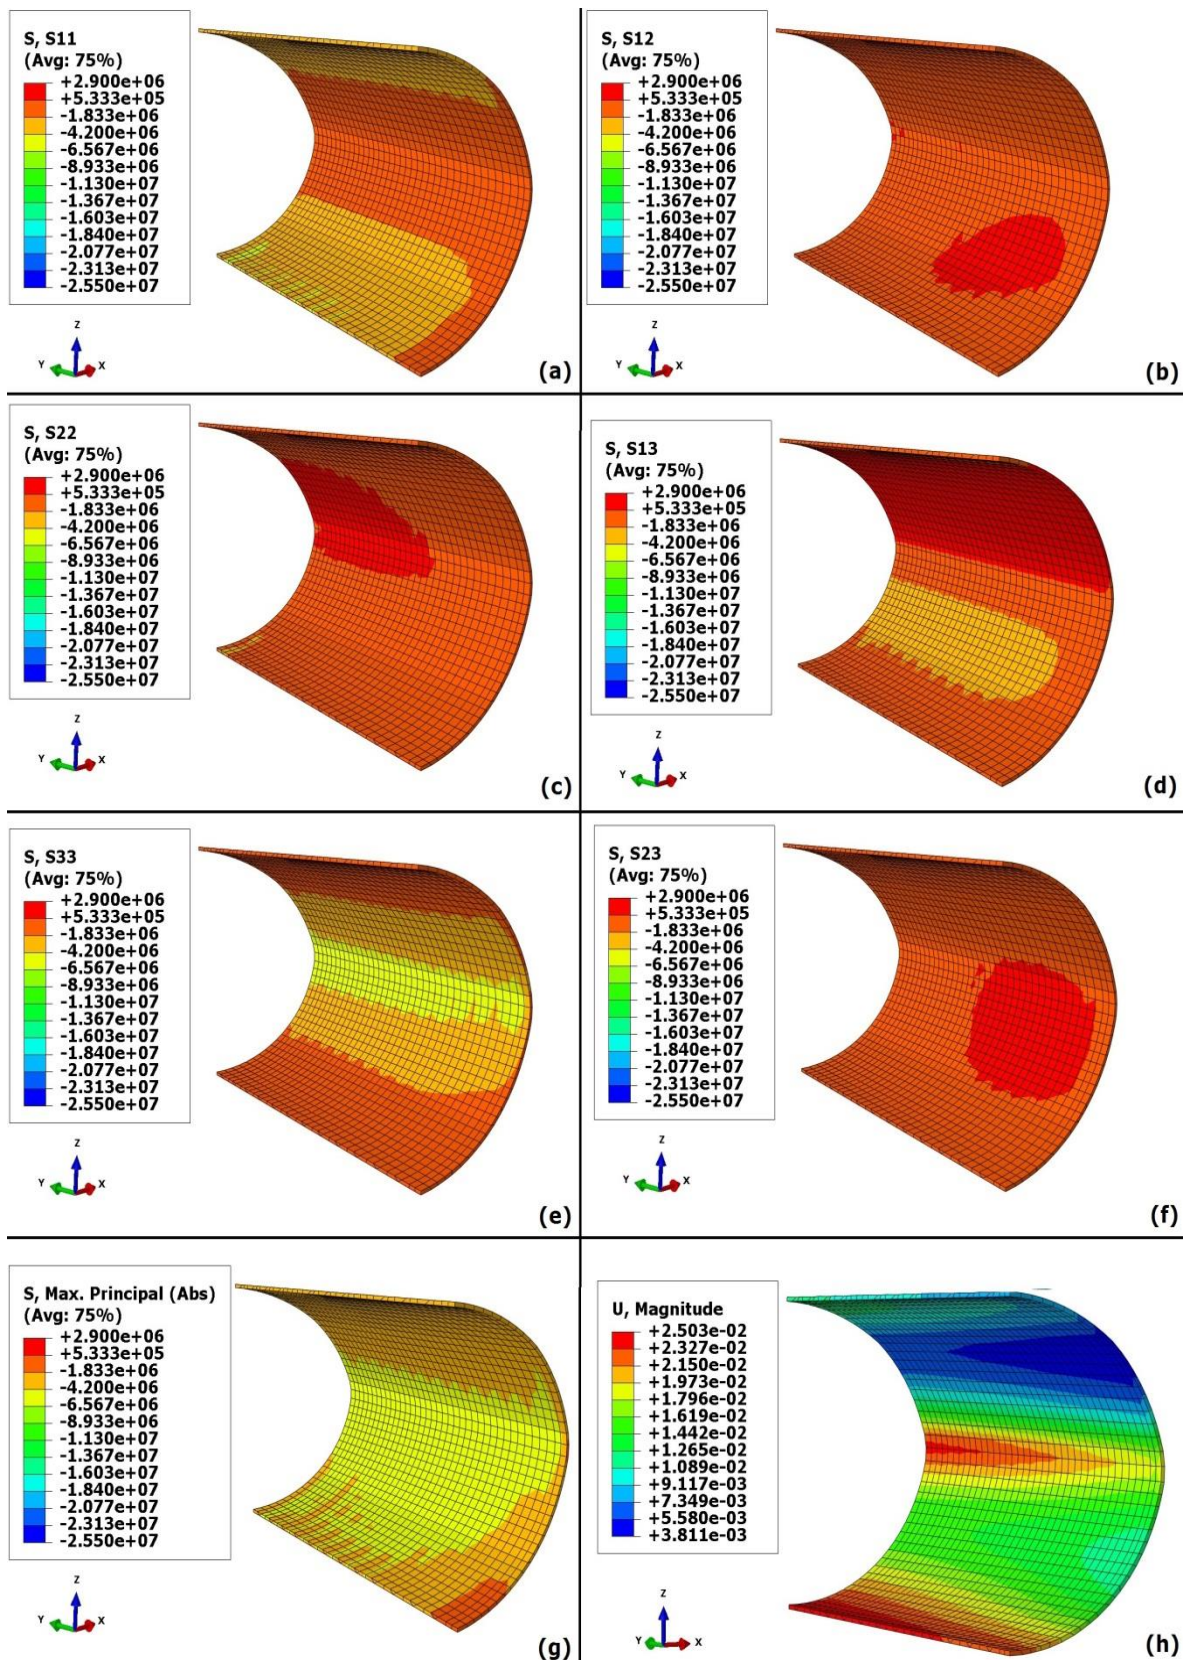 S, S11
(Avg: 75%)
+2.900e+06
+5.333e+05
-1.833e+06
-4.200e+06
-6.567e+06
-8.933e+06
-1.130e+07
-1.367e+07
-1.603e+07
-1.840e+07
-2.077e+07
-2.313e+07
-2.550e+07
Z
Y
X
(a)
S, S12
(Avg: 75%)
+2.900e+06
+5.333e+05
-1.833e+06
-4.200e+06
-6.567e+06
-8.933e+06
-1.130e+07
-1.367e+07
-1.603e+07
-1.840e+07
-2.077e+07
-2.313e+07
-2.550e+07
Z
Y
X
(b)
S, S22
(Avg: 75%)
+2.900e+06
+5.333e+05
-1.833e+06
-4.200e+06
-6.567e+06
-8.933e+06
-1.130e+07
-1.367e+07
-1.603e+07
-1.840e+07
-2.077e+07
-2.313e+07
-2.550e+07
Z
Y
X
(c)
S, S13
(Avg: 75%)
+2.900e+06
+5.333e+05
-1.833e+06
-4.200e+06
-6.567e+06
-8.933e+06
-1.130e+07
-1.367e+07
-1.603e+07
-1.840e+07
-2.077e+07
-2.313e+07
-2.550e+07
Z
Y
X
(d)
S, S33
(Avg: 75%)
+2.900e+06
+5.333e+05
-1.833e+06
-4.200e+06
-6.567e+06
-8.933e+06
-1.130e+07
-1.367e+07
-1.603e+07
-1.840e+07
-2.077e+07
-2.313e+07
-2.550e+07
Z
Y
X
(e)
S, S23
(Avg: 75%)
+2.900e+06
+5.333e+05
-1.833e+06
-4.200e+06
-6.566e+06
-8.933e+06
-1.130e+07
-1.367e+07
-1.603e+07
-1.840e+07
-2.077e+07
-2.313e+07
-2.550e+07
Z
Y
X
(f)
S, Max. Principal (Abs)
(Avg: 75%)
+2.900e+06
+5.333e+05
-1.833e+06
-4.200e+06
-6.567e+06
-8.933e+06
-1.130e+07
-1.367e+07
-1.603e+07
-1.840e+07
-2.077e+07
-2.313e+07
-2.550e+07
Z
Y
X
(g)
U, Magnitude
+2.503e-02
+2.327e-02
+2.150e-02
+1.973e-02
+1.796e-02
+1.619e-02
+1.442e-02
+1.265e-02
+1.089e-02
+9.117e-03
+7.349e-03
+5.580e-03
+3.811e-03
Z
Y
X
(h)